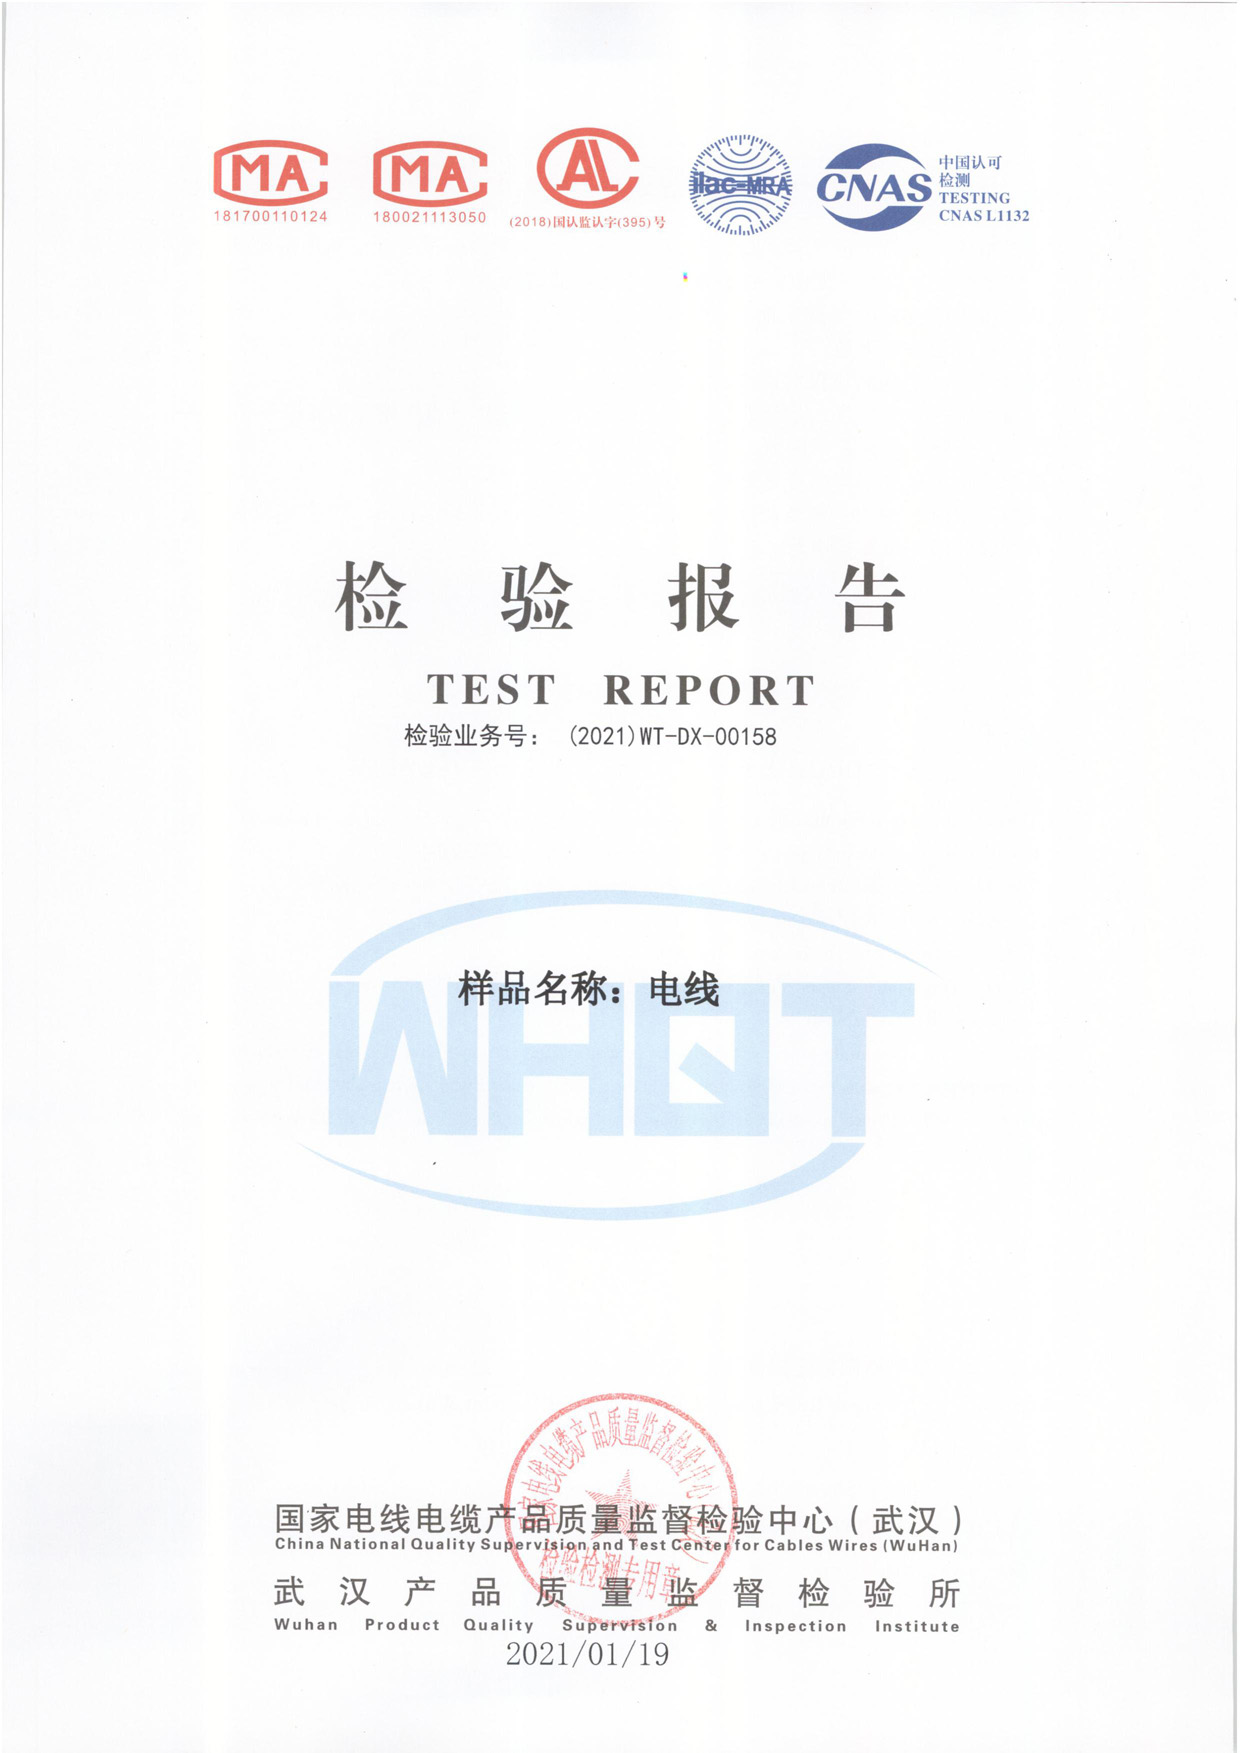 MA
181700110124
MA
180021113050
AL
(2018)国认监认字(395)号
ilac-MRA
CNAS
中国认可
检测
TESTING
CNAS L1132
检验报告
TEST REPORT
检验业务号： (2021)WT-DX-00158
样品名称：电线
WHQT
国家电线电缆产品质量监督检验中心（武汉）
检验检测专用章
国家电线电缆产品质量监督检验中心（武汉）
China National Quality Supervision and Test Center for Cables Wires (WuHan)
武汉产品质量监督检验所
Wuhan Product Quality Supervision & Inspection Institute
2021/01/19